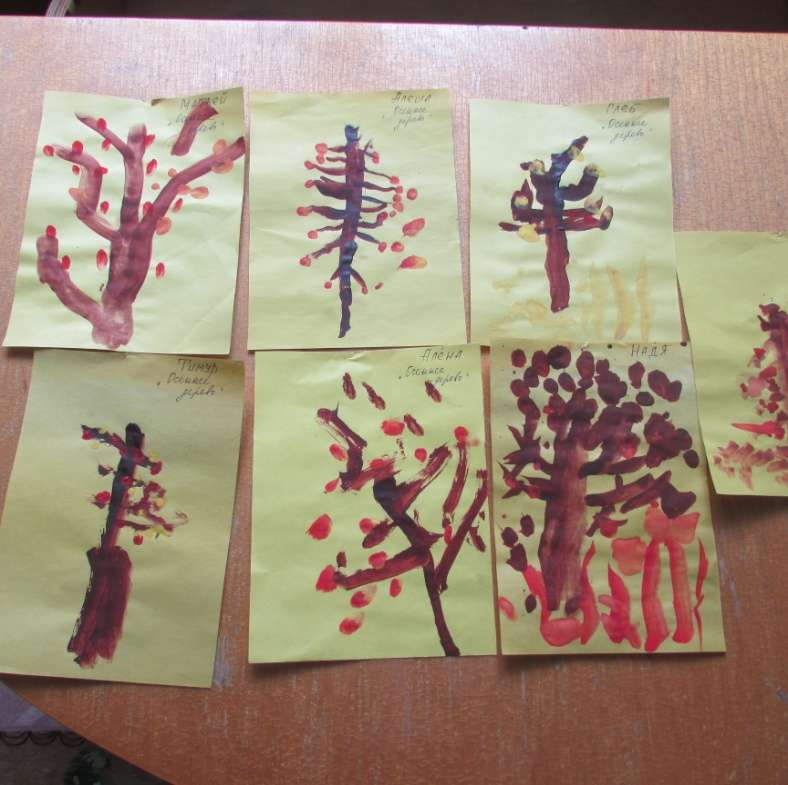 Матвей
„Осеннее
дерево"
Алеша
„Осеннее
дерево"
Глеб
„Осеннее
дерево"
Тимур
„Осеннее
дерево"
Алёна
„Осеннее
дерево"
НАДЯ